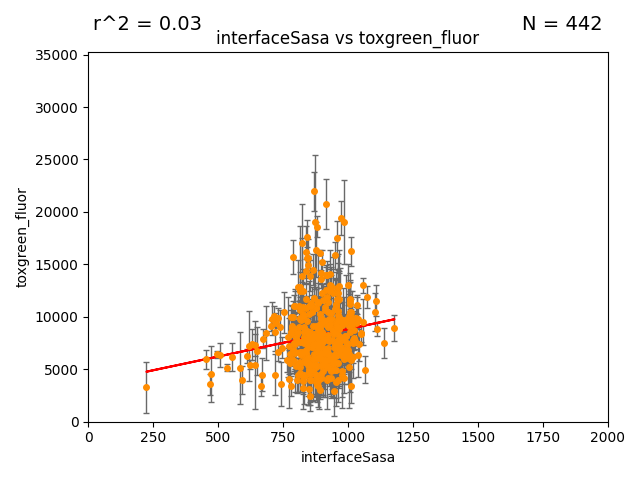 r^2 = 0.03
N = 442
interfaceSasa vs toxgreen_fluor
toxgreen_fluor
35000
30000
25000
20000
15000
10000
5000
0
0 250 500 750 1000 1250 1500 1750 2000
interfaceSasa